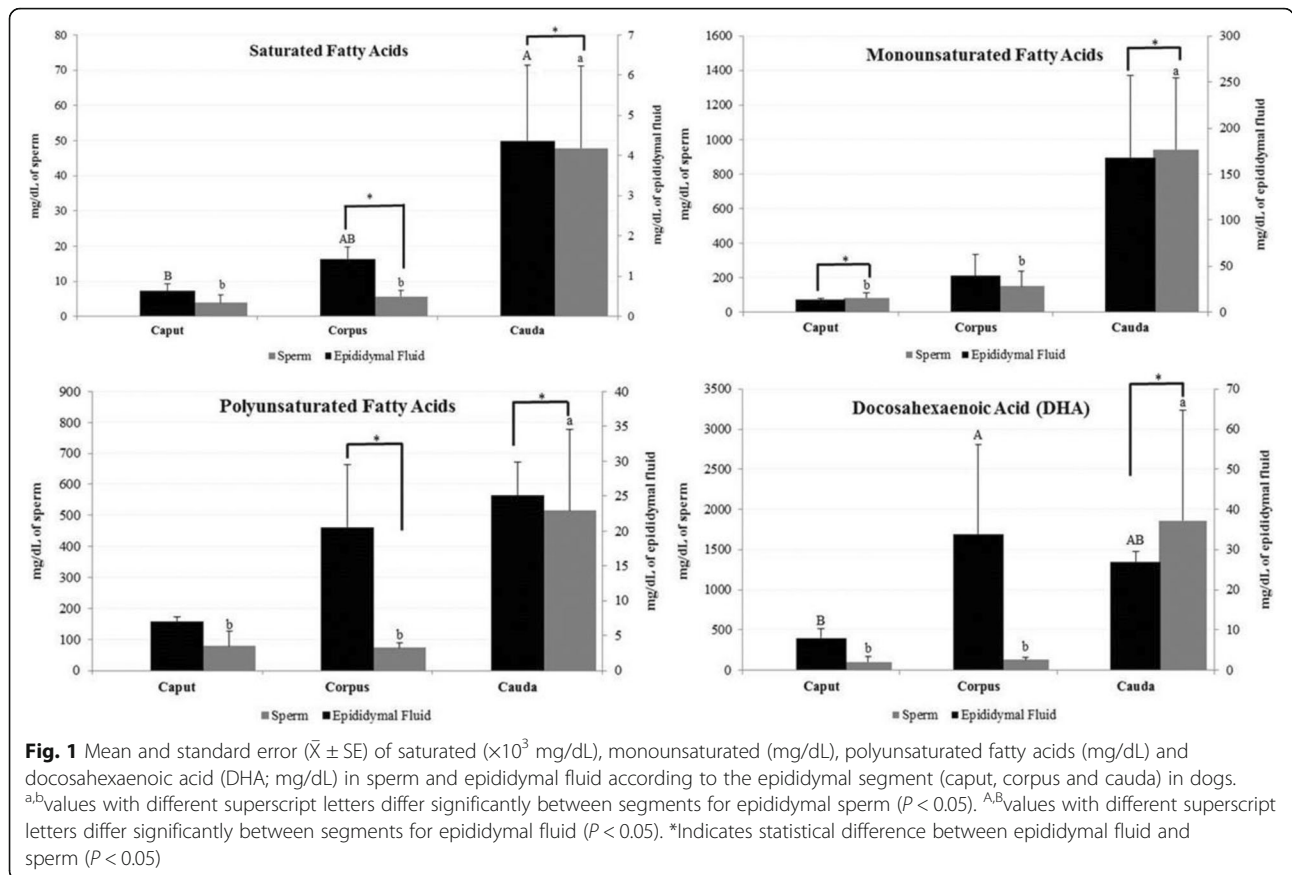 Saturated Fatty Acids
mg/dL of sperm
80
70
60
50
40
30
20
10
0
7
6
5
4
3
2
1
0
mg/dL of epididymal fluid
B
b
AB
*
b
A
*
a
Caput
Corpus
Cauda
Sperm
Epididymal Fluid
Monounsaturated Fatty Acids
mg/dL of sperm
1600
1400
1200
1000
800
600
400
200
0
300
250
200
150
100
50
0
mg/dL of epididymal fluid
*
b
b
*
a
Caput
Corpus
Cauda
Sperm
Epididymal Fluid
Polyunsaturated Fatty Acids
mg/dL of sperm
900
800
700
600
500
400
300
200
100
0
40
35
30
25
20
15
10
5
0
mg/dL of epididymal fluid
b
*
b
*
a
Caput
Corpus
Cauda
Sperm
Epididymal Fluid
Docosahexaenoic Acid (DHA)
mg/dL of sperm
3500
3000
2500
2000
1500
1000
500
0
70
60
50
40
30
20
10
0
mg/dL of epididymal fluid
B
b
A
b
AB
*
a
Caput
Corpus
Cauda
Sperm
Epididymal Fluid
Fig. 1 Mean and standard error (X̄ ± SE) of saturated (×10³ mg/dL), monounsaturated (mg/dL), polyunsaturated fatty acids (mg/dL) and
docosahexaenoic acid (DHA; mg/dL) in sperm and epididymal fluid according to the epididymal segment (caput, corpus and cauda) in dogs.
a,bvalues with different superscript letters differ significantly between segments for epididymal sperm (P < 0.05). A,Bvalues with different superscript
letters differ significantly between segments for epididymal fluid (P < 0.05). *Indicates statistical difference between epididymal fluid and
sperm (P < 0.05)